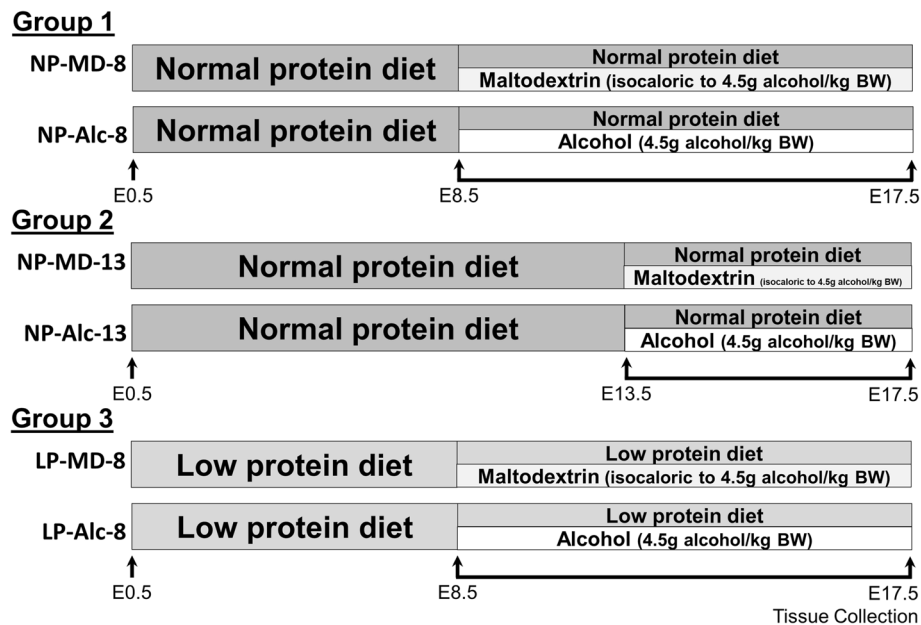 Group 1
NP-MD-8
Normal protein diet
Normal protein diet
Maltodextrin (isocaloric to 4.5g alcohol/kg BW)
NP-Alc-8
Normal protein diet
Normal protein diet
Alcohol (4.5g alcohol/kg BW)
E0.5
E8.5
E17.5
Group 2
NP-MD-13
Normal protein diet
Normal protein diet
Maltodextrin (isocaloric to 4.5g alcohol/kg BW)
NP-Alc-13
Normal protein diet
Normal protein diet
Alcohol (4.5g alcohol/kg BW)
E0.5
E13.5
E17.5
Group 3
LP-MD-8
Low protein diet
Low protein diet
Maltodextrin (isocaloric to 4.5g alcohol/kg BW)
LP-Alc-8
Low protein diet
Low protein diet
Alcohol (4.5g alcohol/kg BW)
E0.5
E8.5
E17.5
Tissue Collection